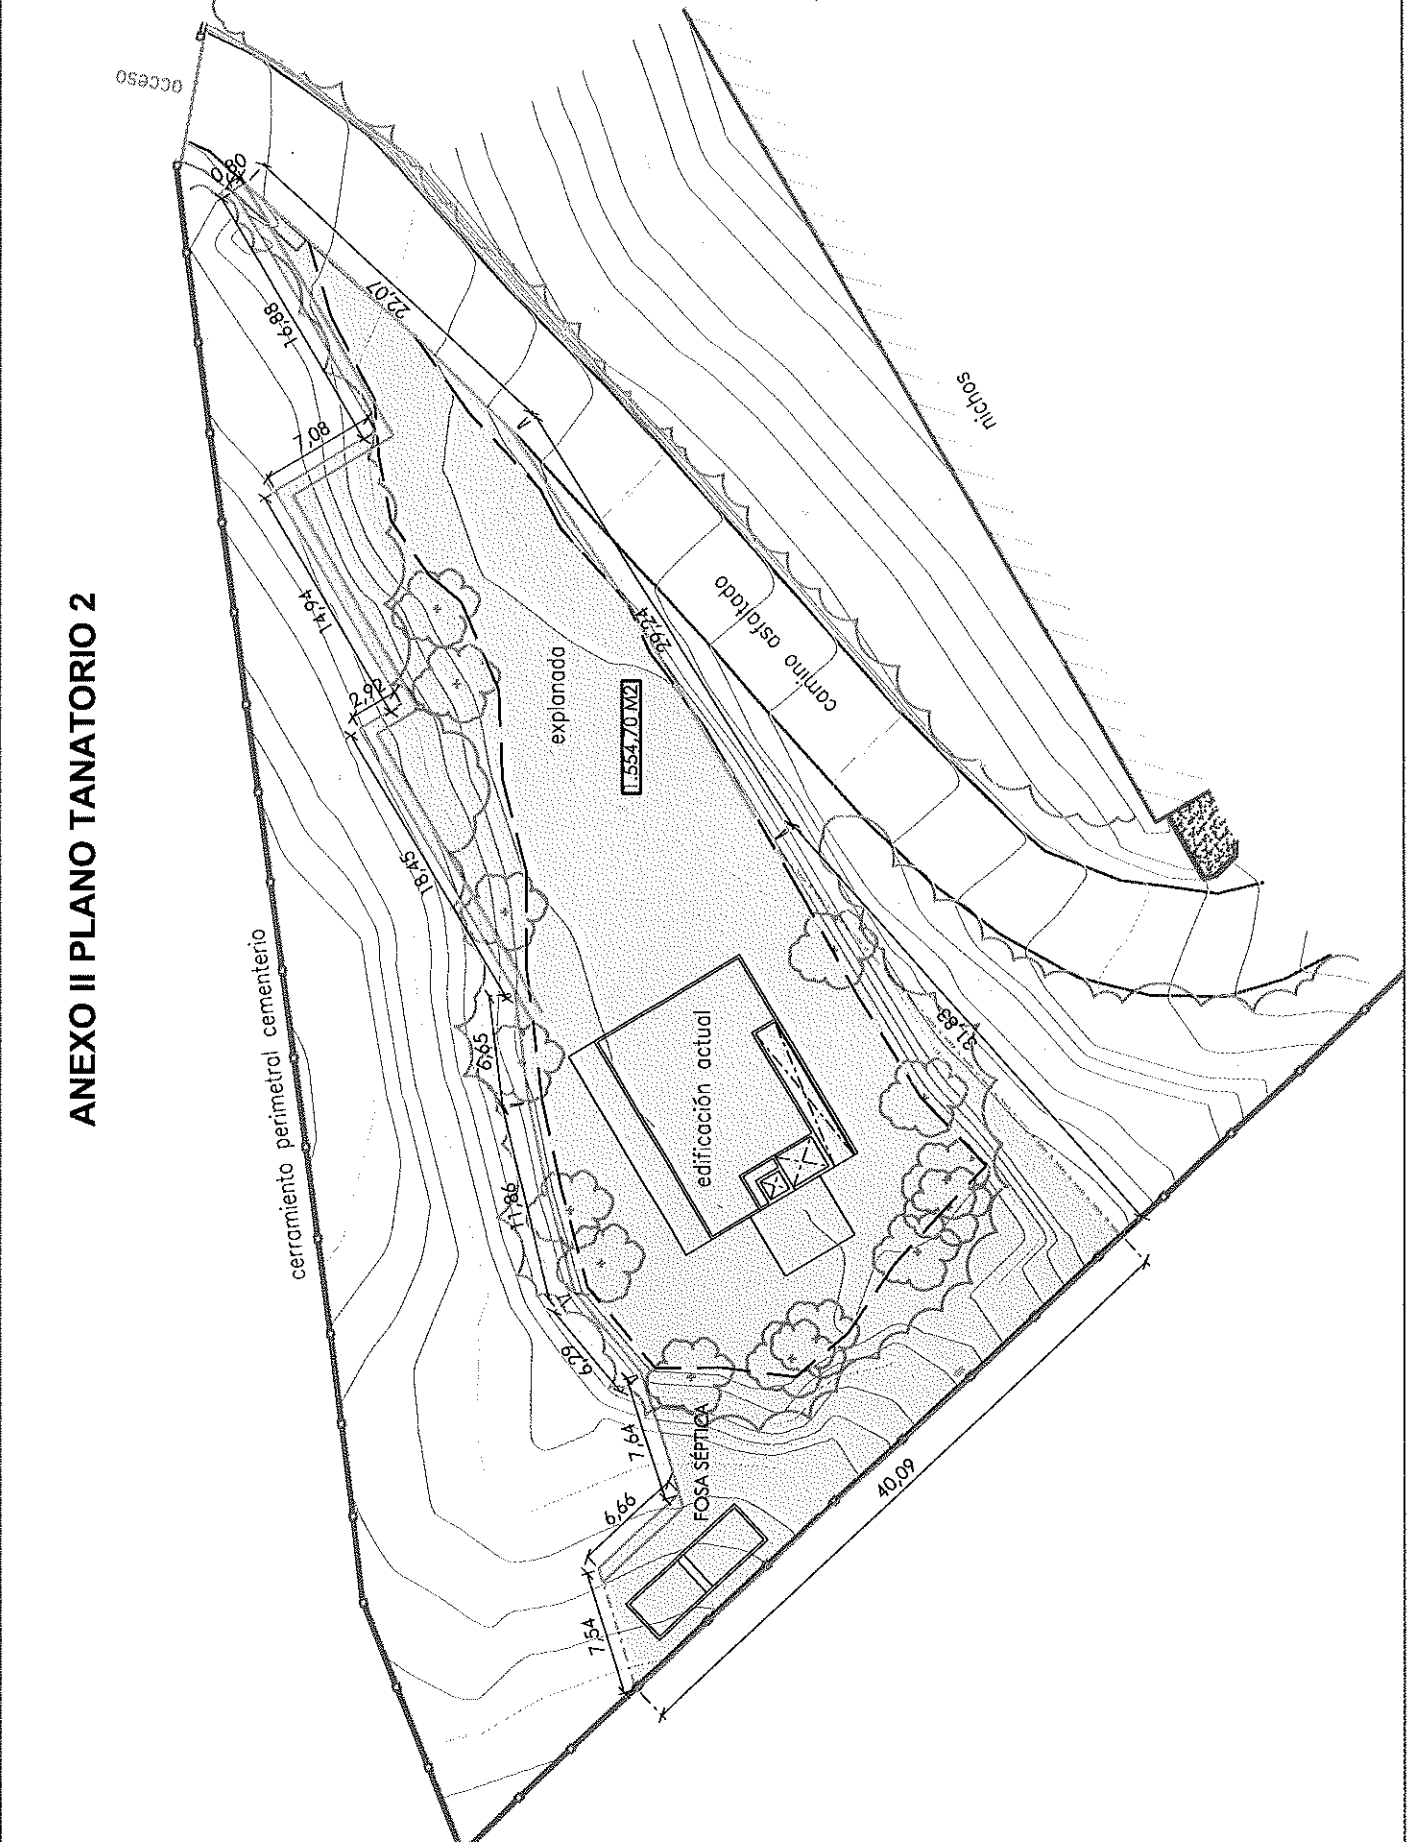 ANEXO II PLANO TANATORIO 2
acceso
0,80
16,88
22,07
7,08
14,94
2,92
18,45
29,24
explanada
1.554,70 M2
camino asfaltado
nichos
cerramiento perimetral cementerio
6,65
edificación actual
31,83
11,86
6,29
7,64
FOSA SÉPTICA
6,66
7,54
40,09